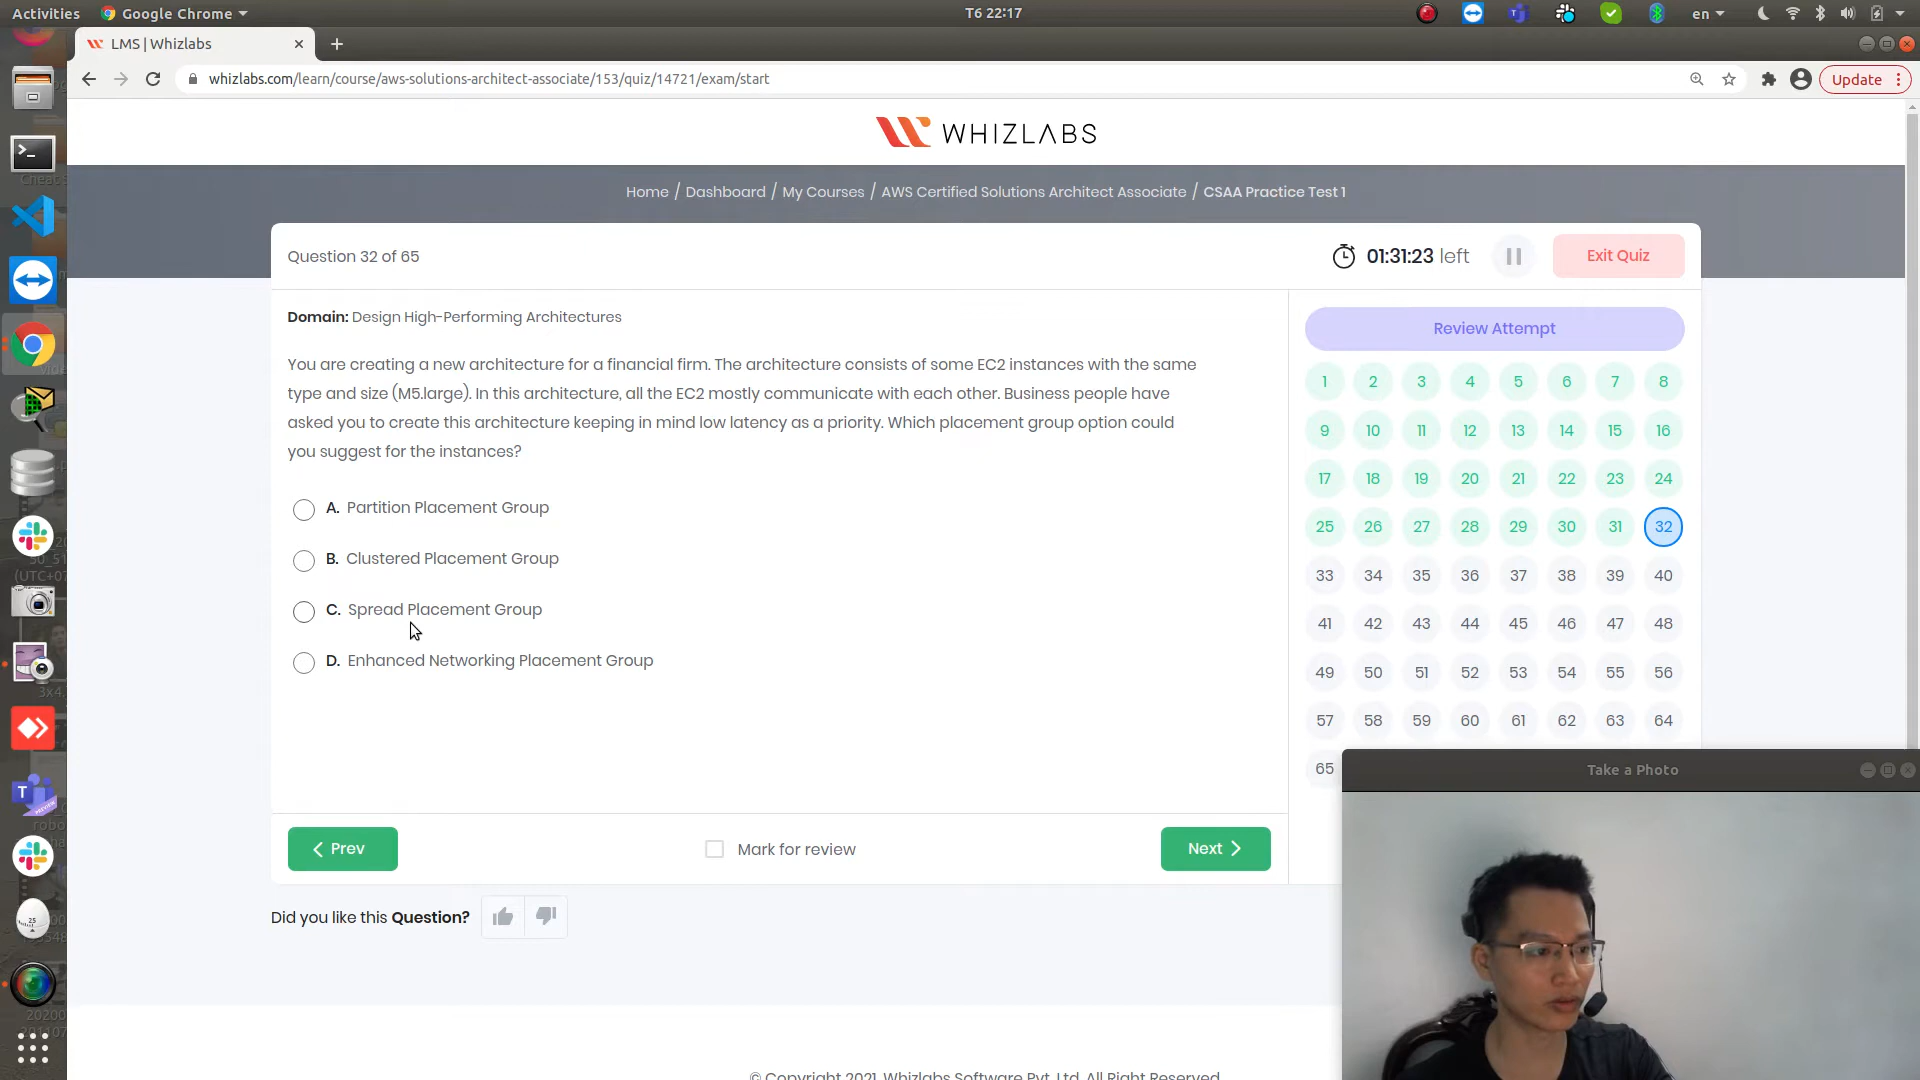 Activities
Google Chrome
T6 22:17
en
LMS | Whizlabs
whizlabs.com/learn/course/aws-solutions-architect-associate/153/quiz/14721/exam/start
Update
WHIZLABS
Home / Dashboard / My Courses / AWS Certified Solutions Architect Associate / CSAA Practice Test 1
Question 32 of 65
01:31:23 left
Exit Quiz
Domain: Design High-Performing Architectures
You are creating a new architecture for a financial firm. The architecture consists of some EC2 instances with the same
type and size (M5.large). In this architecture, all the EC2 mostly communicate with each other. Business people have
asked you to create this architecture keeping in mind low latency as a priority. Which placement group option could
you suggest for the instances?
A. Partition Placement Group
B. Clustered Placement Group
C. Spread Placement Group
D. Enhanced Networking Placement Group
Prev
Mark for review
Next
Did you like this Question?
Review Attempt
1 2 3 4 5 6 7 8
9 10 11 12 13 14 15 16
17 18 19 20 21 22 23 24
25 26 27 28 29 30 31 32
33 34 35 36 37 38 39 40
41 42 43 44 45 46 47 48
49 50 51 52 53 54 55 56
57 58 59 60 61 62 63 64
65
Take a Photo
© Copyright 2021. Whizlabs Software Pvt. Ltd. All Right Reserved